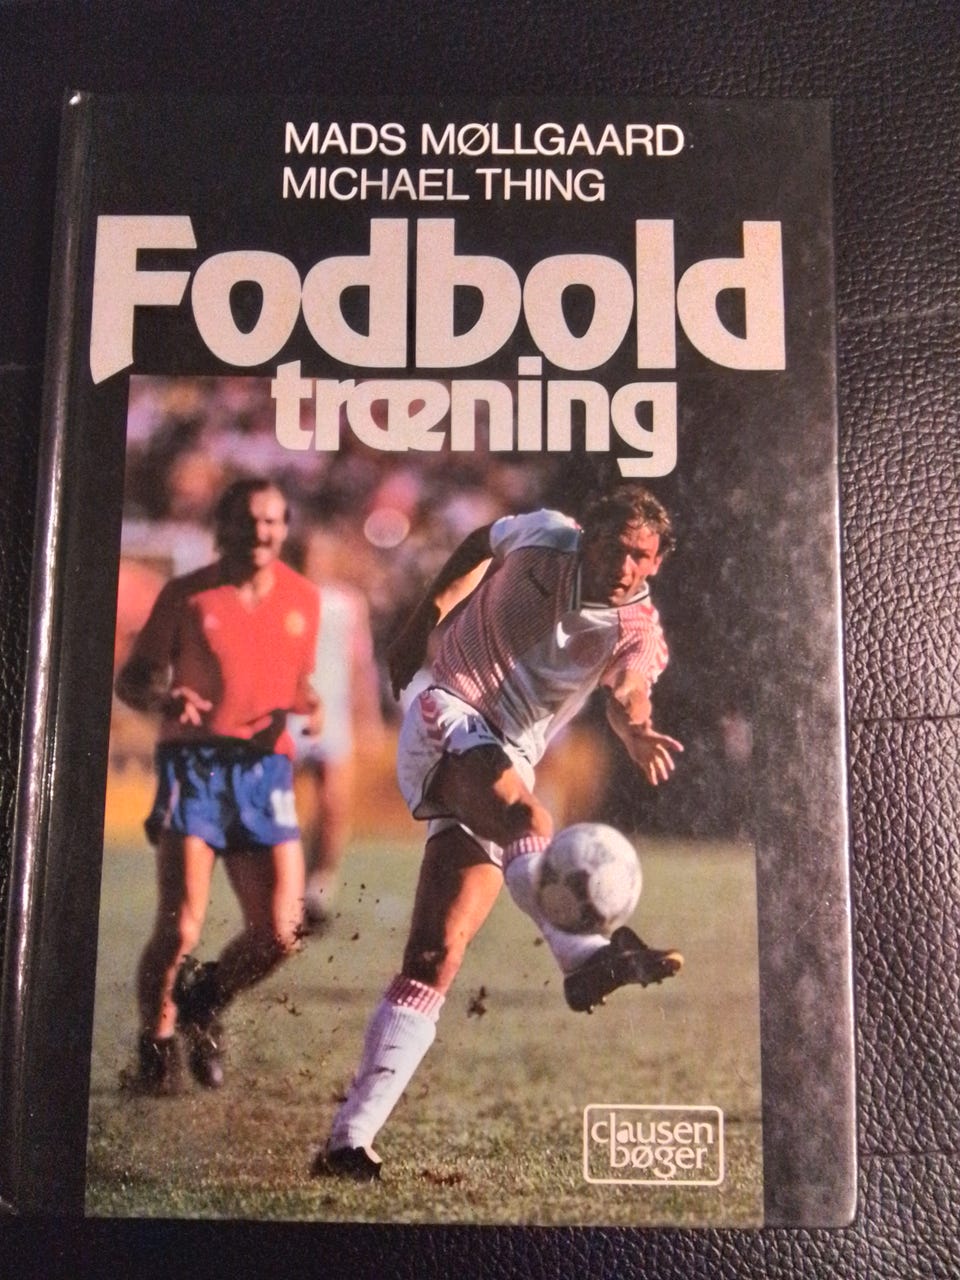 MADS MØLLGAARD
MICHAEL THING
Fodbold
træning
clausen
bøger